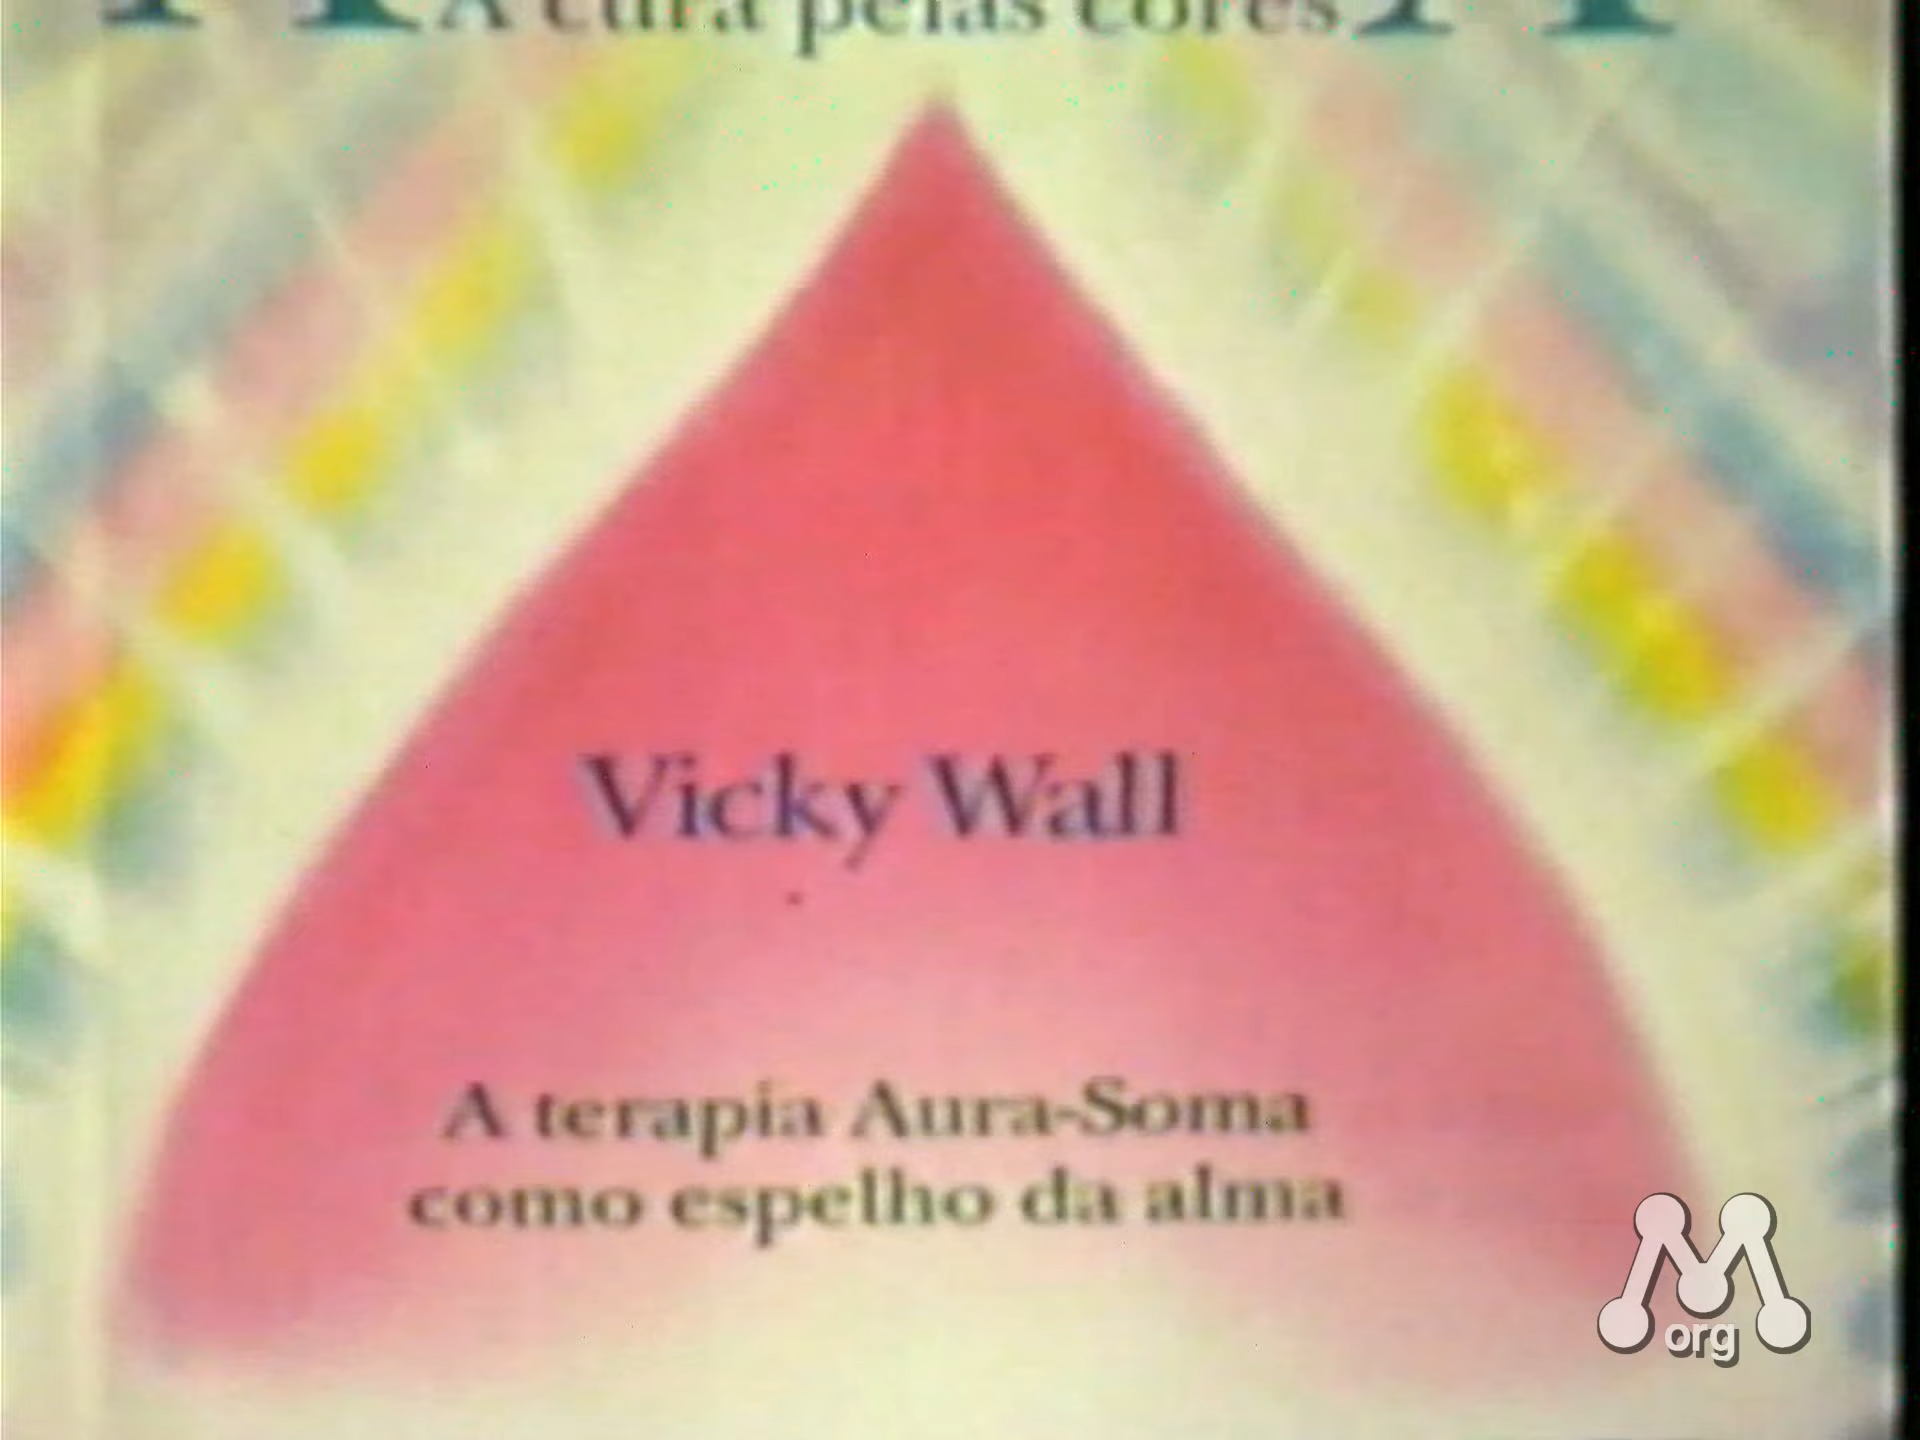 A cura pelas cores
Vicky Wall
A terapia Aura-Soma
como espelho da alma
org